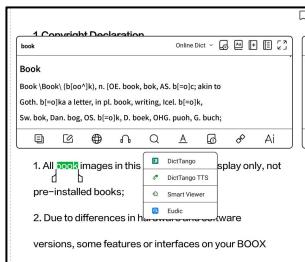 1 Copyright Declaration
book Online Dict
Book
Book \Book\ (b[oo^]k), n. [OE. book, bok, AS. b[=o]c; akin to
Goth. b[=o]ka a letter, in pl. book, writing, Icel. b[=o]k,
Sw. bok, Dan. bog, OS. b[=o]k, D. boek, OHG. puoh, G. buch;
Ai
DictTango
DictTango TTS
Smart Viewer
Eudic
1. All book images in this splay only, not
pre-installed books;
2. Due to differences in hardware and software
versions, some features or interfaces on your BOOX